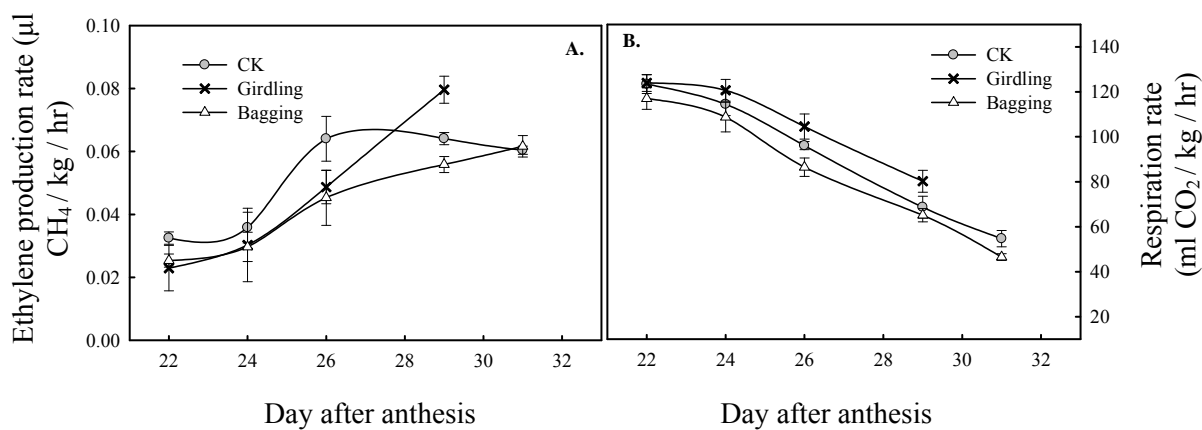 Ethylene production rate (µl
CH₄ / kg / hr)
0.10
0.08
0.06
0.04
0.02
0.00
A.
CK
Girdling
Bagging
22 24 26 28 30 32
Day after anthesis
B.
CK
Girdling
Bagging
22 24 26 28 30 32
Day after anthesis
140
120
100
80
60
40
20
Respiration rate
(ml CO₂ / kg / hr)